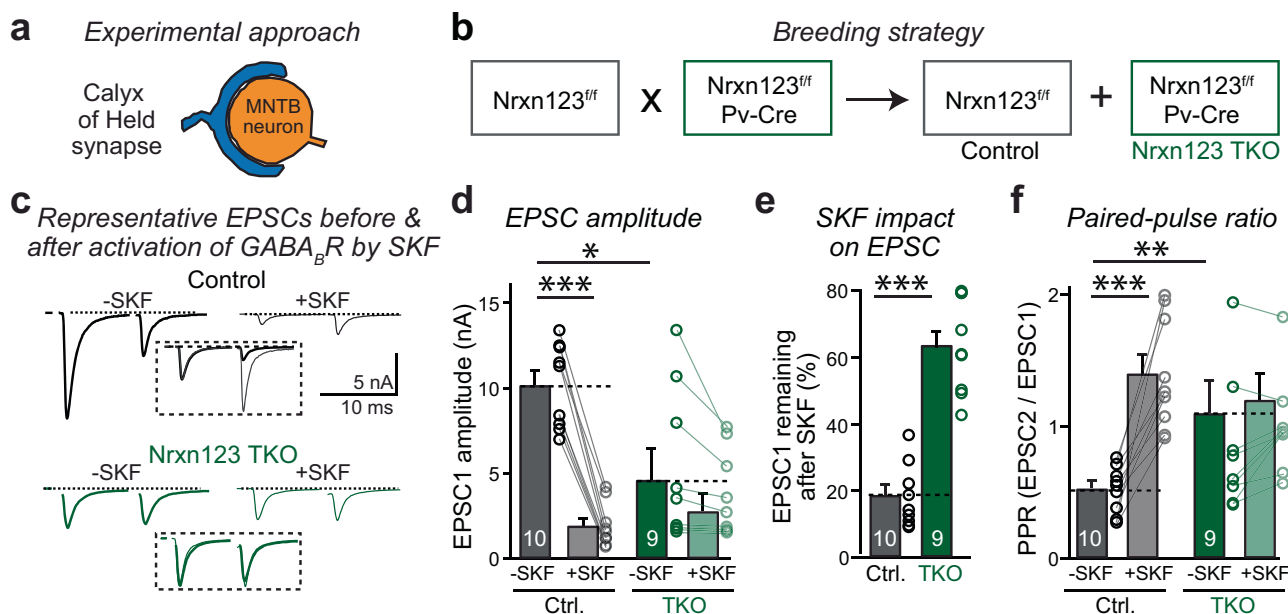 a
Experimental approach
Calyx
of Held
synapse
MNTB
neuron
b
Breeding strategy
Nrxn123f/f
X
Nrxn123f/f
Pv-Cre
Nrxn123f/f
+
Nrxn123f/f
Pv-Cre
Control
Nrxn123 TKO
c
Representative EPSCs before &
after activation of GABABR by SKF
Control
-SKF
+SKF
5 nA
10 ms
Nrxn123 TKO
-SKF
+SKF
d
EPSC amplitude
*
***
EPSC1 amplitude (nA)
15
10
5
0
10
9
-SKF
+SKF
-SKF
+SKF
Ctrl.
TKO
e
SKF impact
on EPSC
***
EPSC1 remaining
after SKF (%)
80
60
40
20
0
10
9
Ctrl.
TKO
f
Paired-pulse ratio
**
***
PPR (EPSC2 / EPSC1)
2
1
0
10
9
-SKF
+SKF
-SKF
+SKF
Ctrl.
TKO